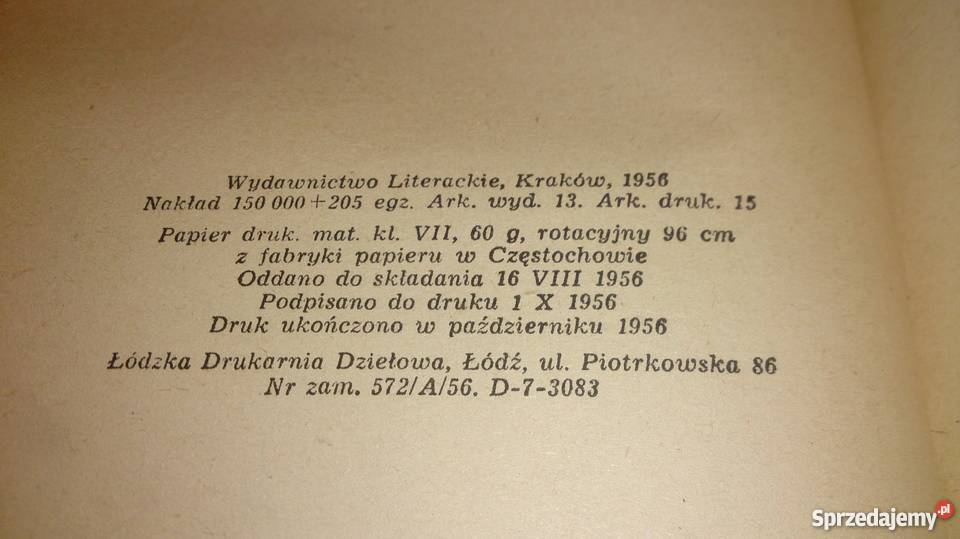 Wydawnictwo Literackie, Kraków, 1956
Nakład 150 000+205 egz. Ark. wyd. 13. Ark. druk. 15
Papier druk. mat. kl. VII, 60 g, rotacyjny 96 cm
z fabryki papieru w Częstochowie
Oddano do składania 16 VIII 1956
Podpisano do druku 1 X 1956
Druk ukończono w październiku 1956
Łódzka Drukarnia Dziełowa, Łódź, ul. Piotrkowska 86
Nr zam. 572/A/56. D-7-3083
Sprzedajemy.pl